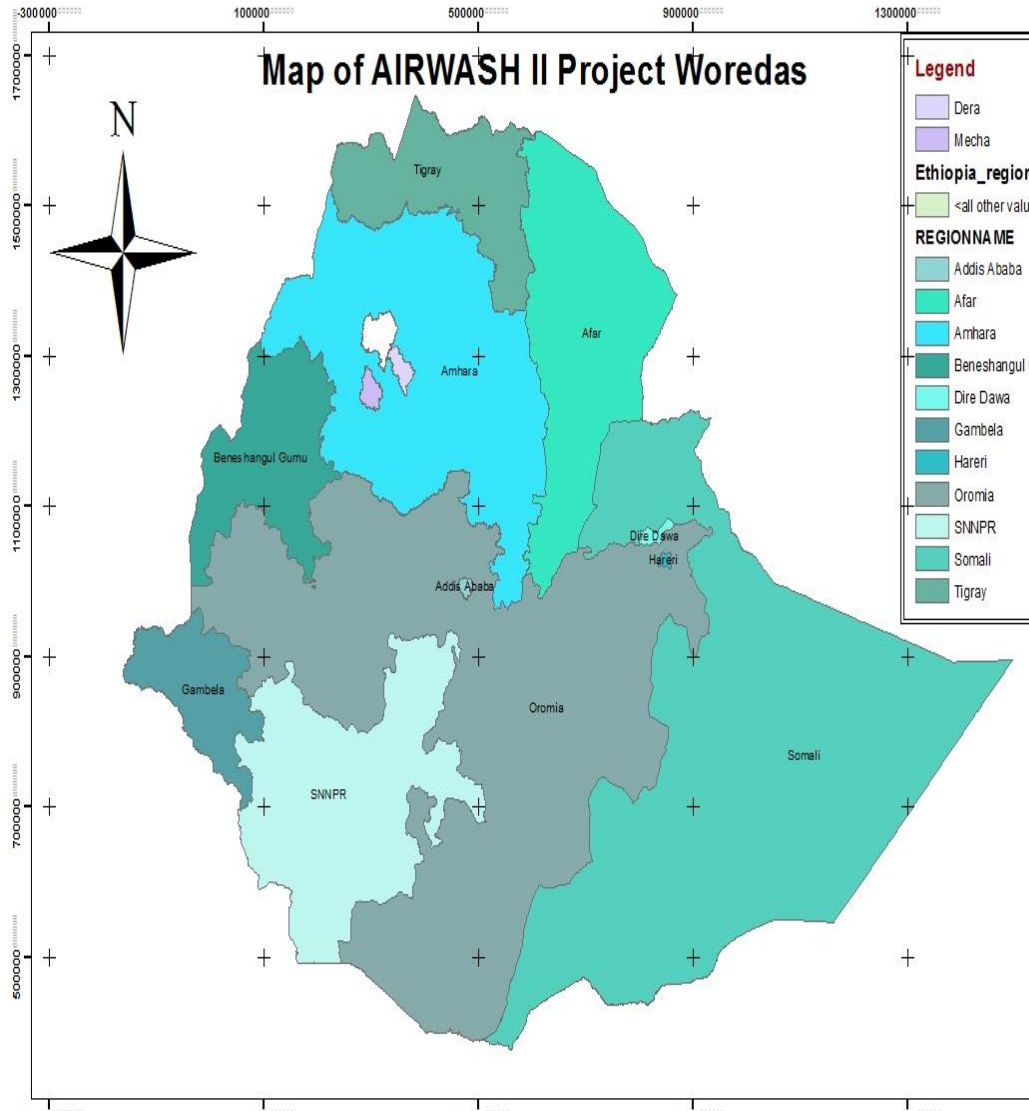 -300000 100000 500000 900000 1300000
Map of AIRWASH II Project Woredas
N
Legend
Dera
Mecha
Ethiopia_region
<all other valu
REGIONNAME
Addis Ababa
Afar
Amhara
Beneshangul
Dire Dawa
Gambela
Hareri
Oromia
SNNPR
Somali
Tigray
1700000
1500000
1300000
1100000
900000
700000
500000
Tigray
Afar
Amhara
Beneshangul Gumu
Dire Dawa
Hareri
Addis Ababa
Gambela
Oromia
Somali
SNNPR